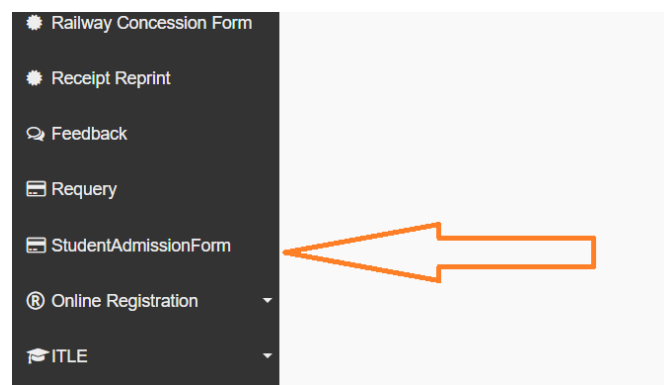 Railway Concession Form
Receipt Reprint
Feedback
Requery
StudentAdmissionForm
Online Registration
ITLE